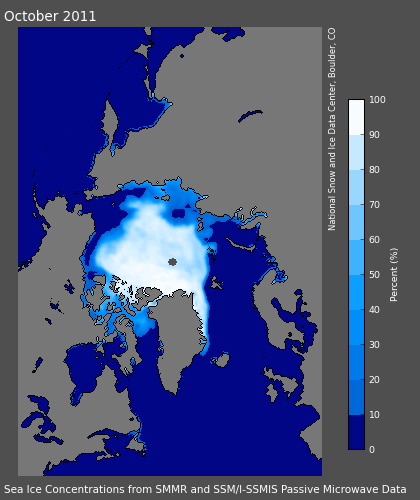 October 2011
National Snow and Ice Data Center, Boulder, CO
100
90
80
70
60
50
40
30
20
10
0
Percent (%)
Sea Ice Concentrations from SMMR and SSM/I-SSMIS Passive Microwave Data